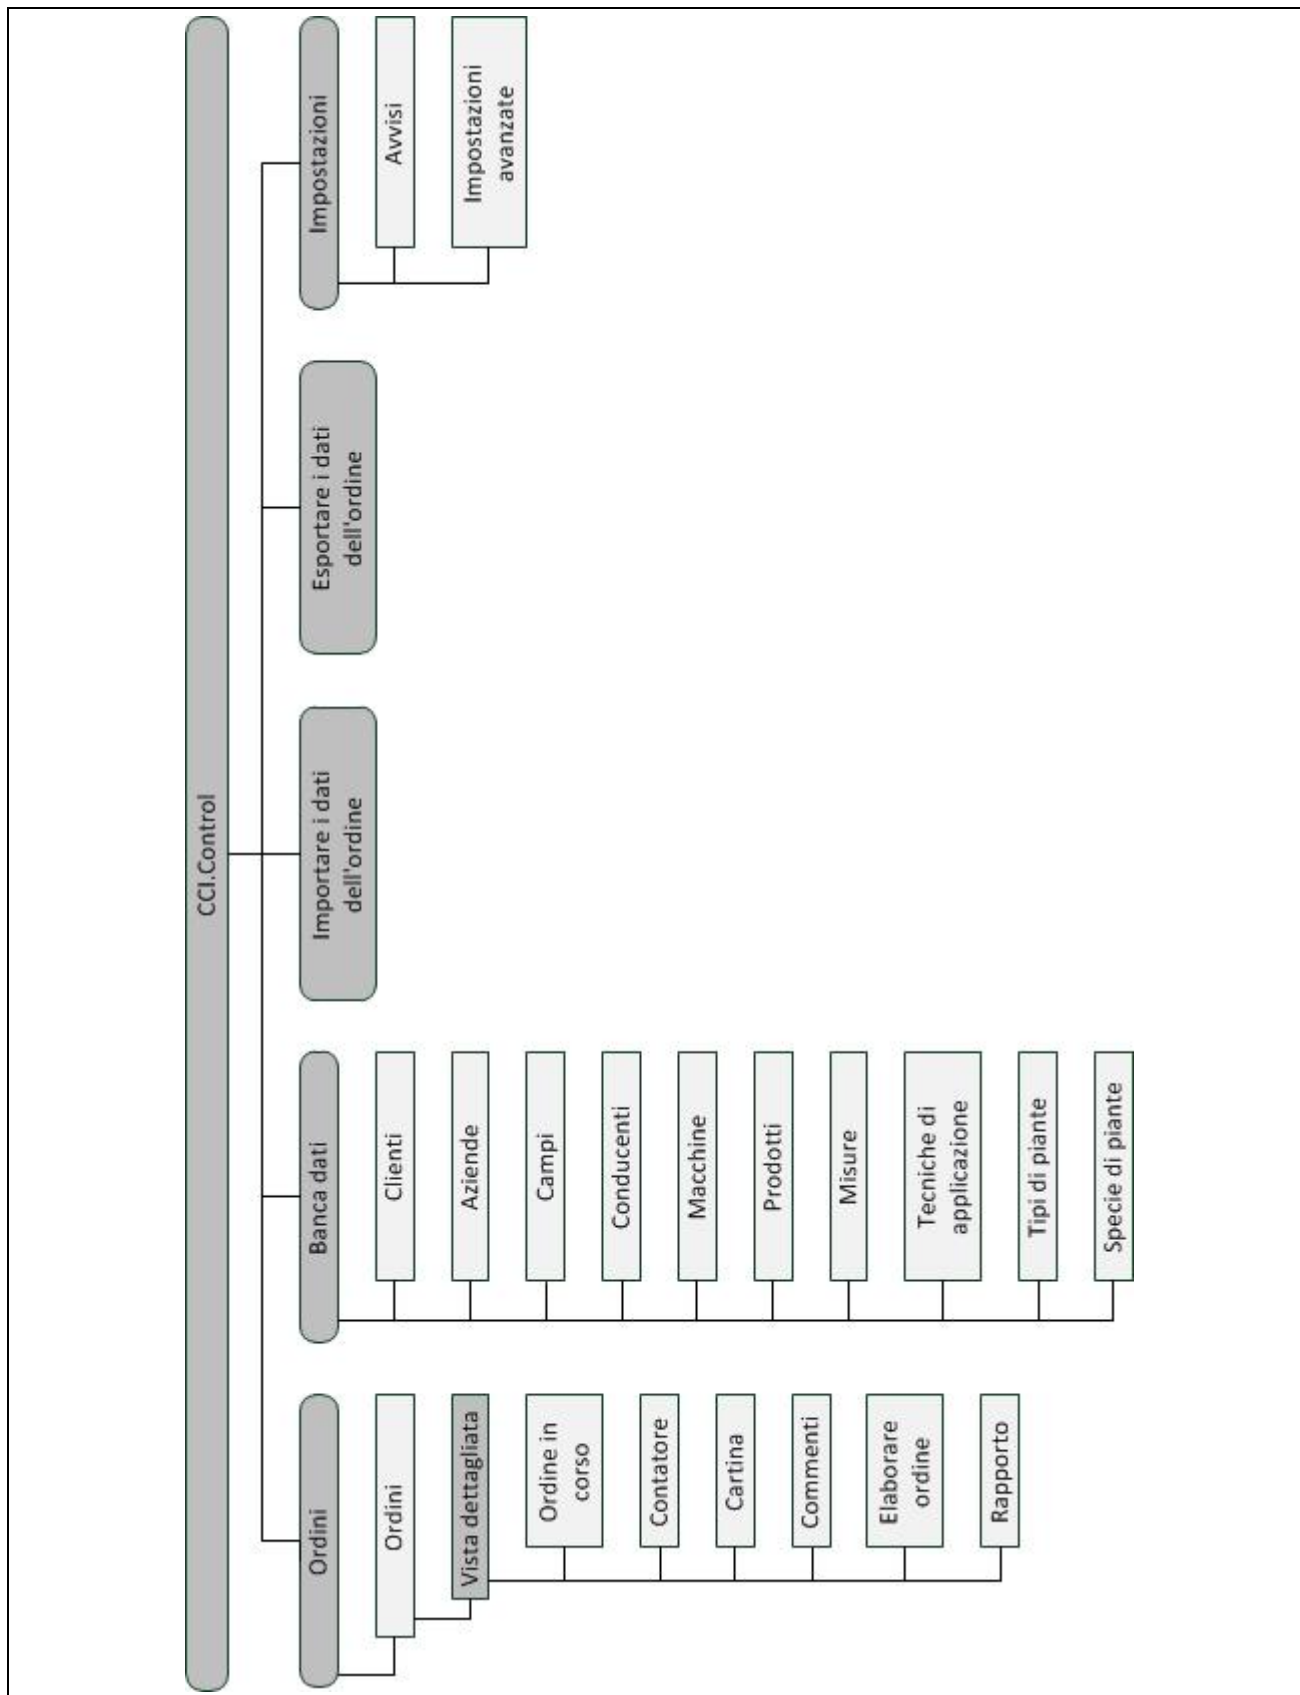 CCI.Control
Ordini
Ordini
Vista dettagliata
Ordine in
corso
Contatore
Cartina
Commenti
Elaborare
ordine
Rapporto
Banca dati
Clienti
Aziende
Campi
Conducenti
Macchine
Prodotti
Misure
Tecniche di
applicazione
Tipi di piante
Specie di piante
Importare i dati
dell'ordine
Esportare i dati
dell'ordine
Impostazioni
Avvisi
Impostazioni
avanzate